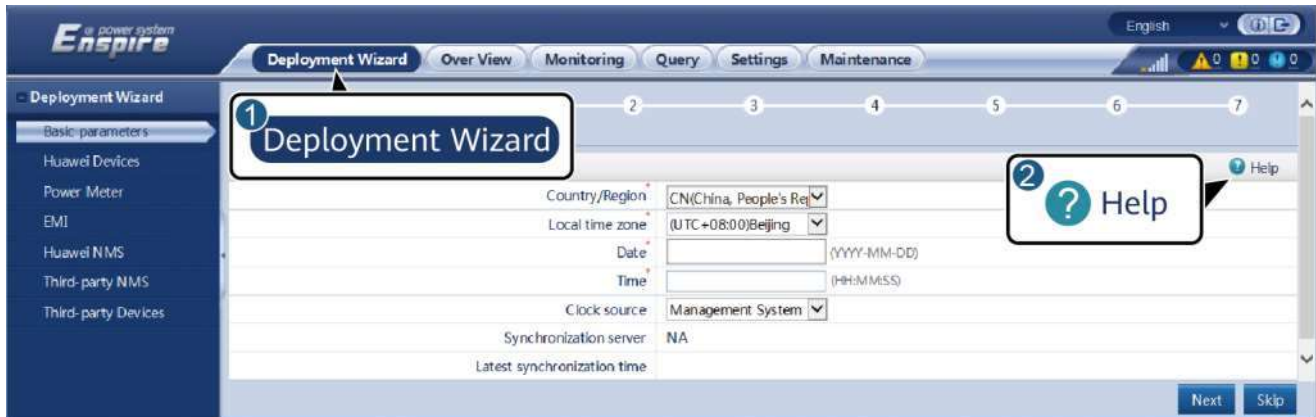 e power system
Enspire
English
Deployment Wizard
Over View
Monitoring
Query
Settings
Maintenance
0
0
0
Deployment Wizard
Basic parameters
Huawei Devices
Power Meter
EMI
Huawei NMS
Third-party NMS
Third-party Devices
1
Deployment Wizard
2
3
4
5
6
7
? Help
2
? Help
Country/Region*
CN(China, People's Re
Local time zone*
(UTC+08:00)Beijing
Date*
(YYYY-MM-DD)
Time*
(HH:MM:SS)
Clock source
Management System
Synchronization server
NA
Latest synchronization time
Next
Skip